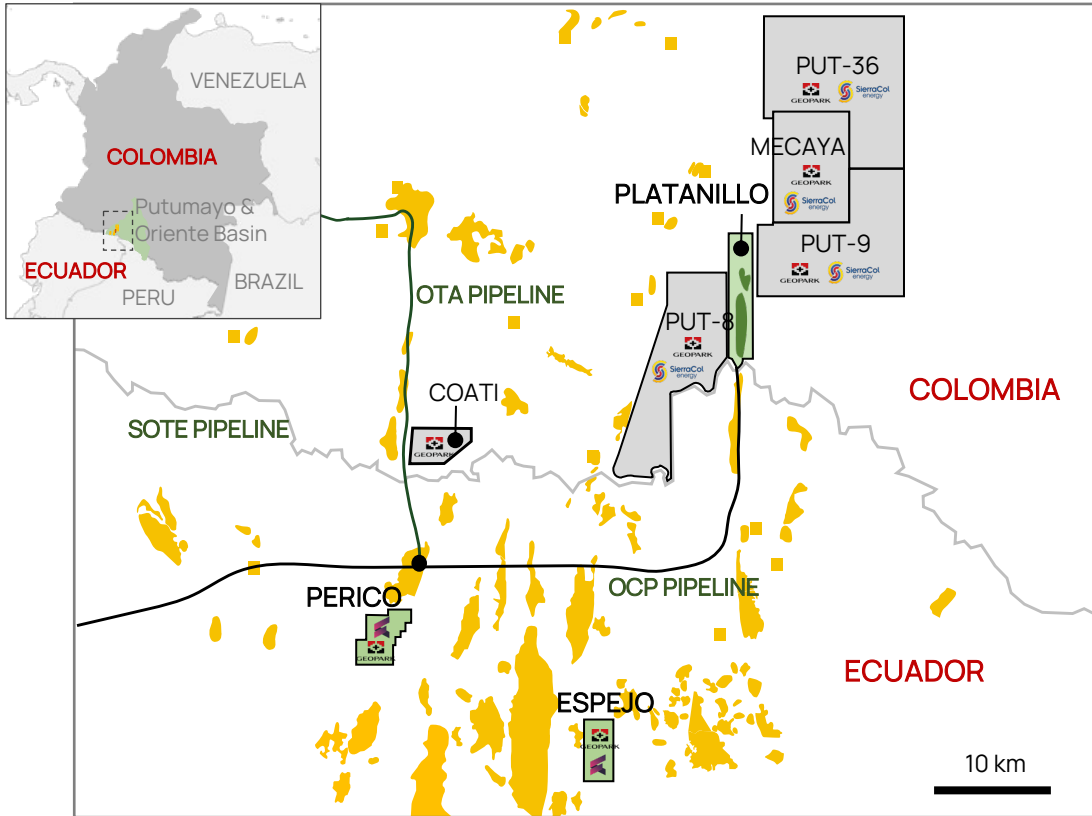 VENEZUELA
COLOMBIA
Putumayo &
Oriente Basin
ECUADOR
PERU
BRAZIL
PUT-36
GEOPARK
SierraCol
energy
MECAYA
GEOPARK
SierraCol
energy
PLATANILLO
PUT-9
GEOPARK
SierraCol
energy
OTA PIPELINE
PUT-8
GEOPARK
SierraCol
energy
COATI
GEOPARK
COLOMBIA
SOTE PIPELINE
OCP PIPELINE
PERICO
GEOPARK
ECUADOR
ESPEJO
GEOPARK
10 km